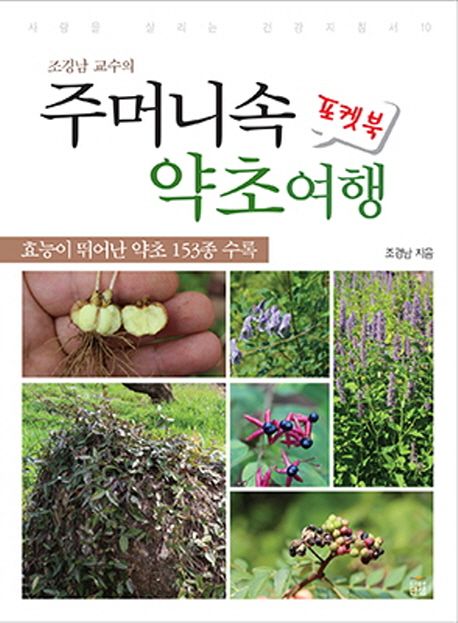 사람을 살리는 건강지침서 10
조경남 교수의
주머니속
포켓북
약초여행
효능이 뛰어난 약초 153종 수록
조경남 지음